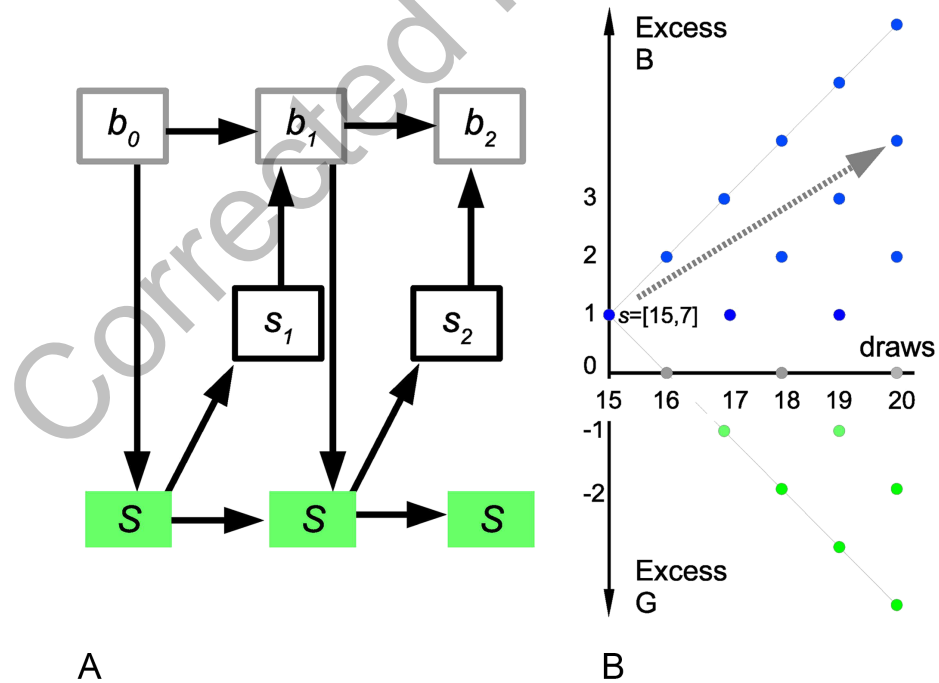 Corrected
Excess
B
b0
b1
b2
3
2
s1
s2
1
s=[15,7]
draws
0
15 16 17 18 19 20
-1
-2
S
S
S
Excess
G
A
B